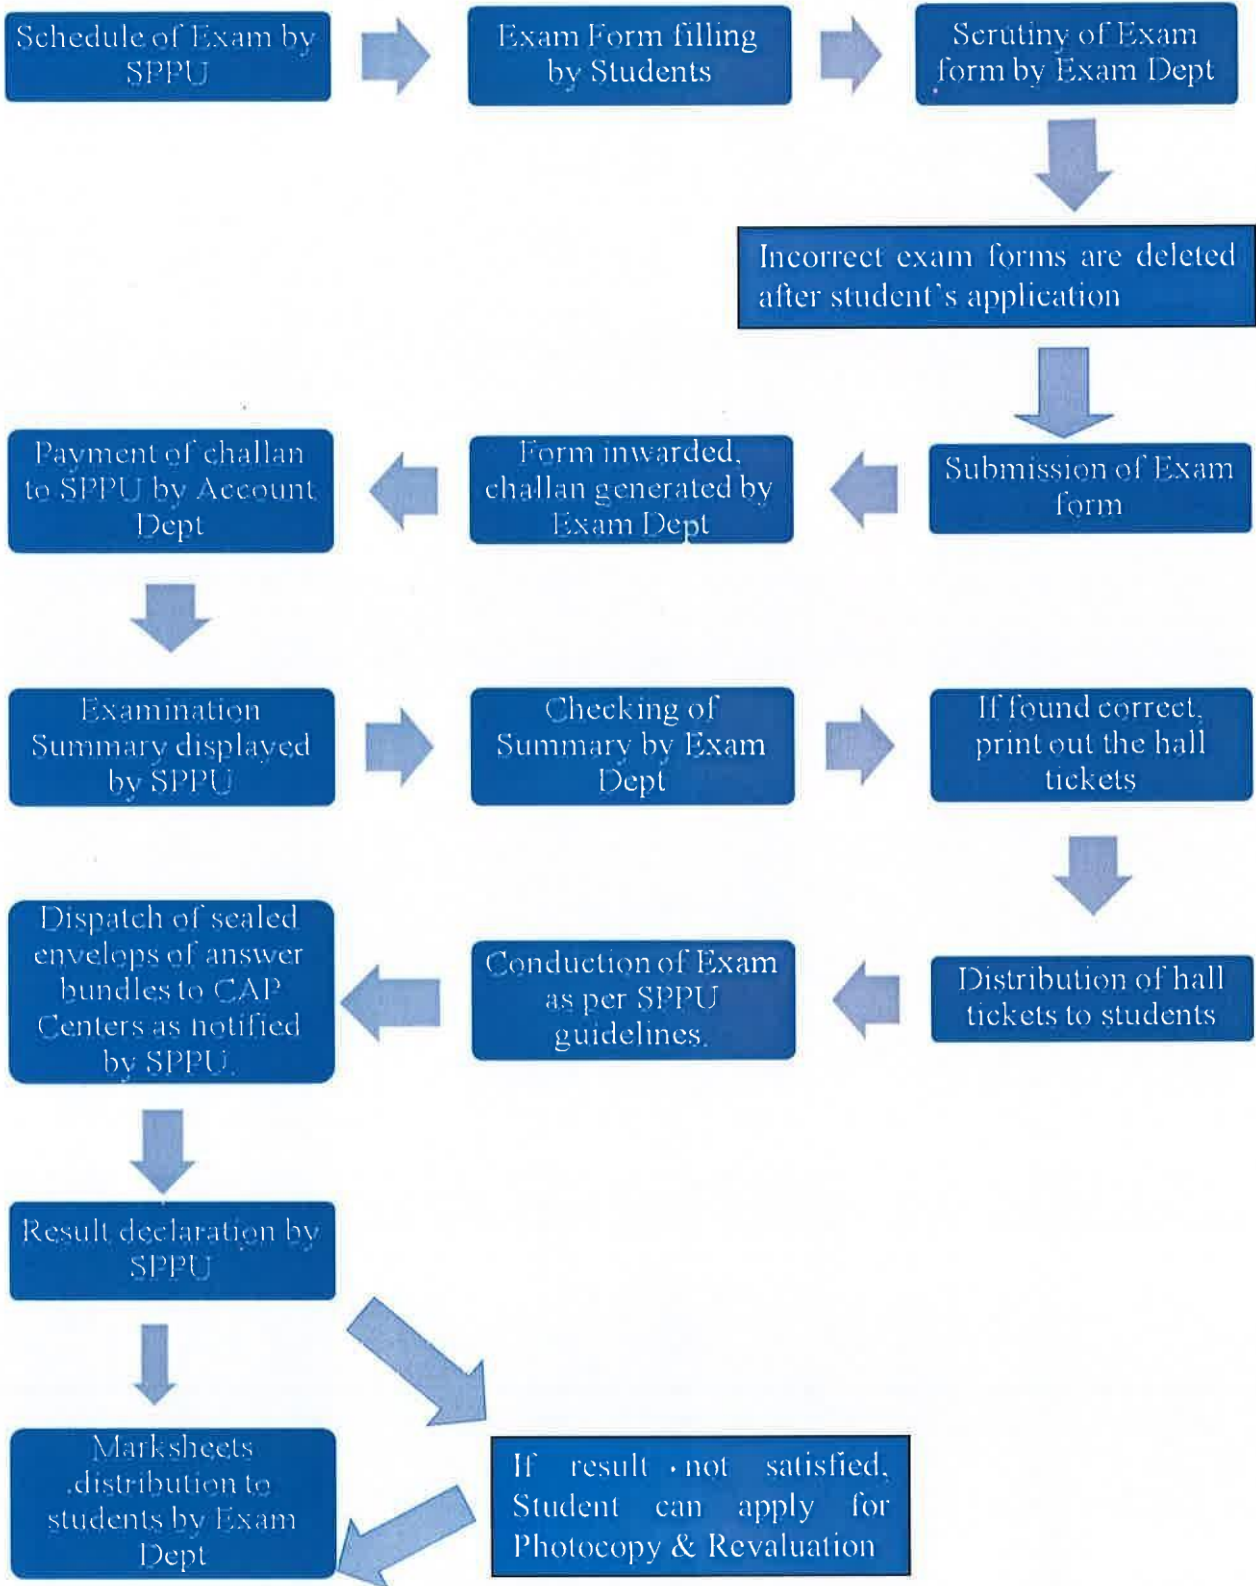 Schedule of Exam by
SPPU
Exam Form filling
by Students
Scrutiny of Exam
form by Exam Dept
Incorrect exam forms are deleted
after student's application
Submission of Exam
form
Form inwarded,
challan generated by
Exam Dept
Payment of challan
to SPPU by Account
Dept
Examination
Summary displayed
by SPPU
Checking of
Summary by Exam
Dept
If found correct,
print out the hall
tickets
Distribution of hall
tickets to students
Conduction of Exam
as per SPPU
guidelines.
Dispatch of sealed
envelops of answer
bundles to CAP
Centers as notified
by SPPU.
Result declaration by
SPPU
Marksheets
distribution to
students by Exam
Dept
If result not satisfied,
Student can apply for
Photocopy & Revaluation